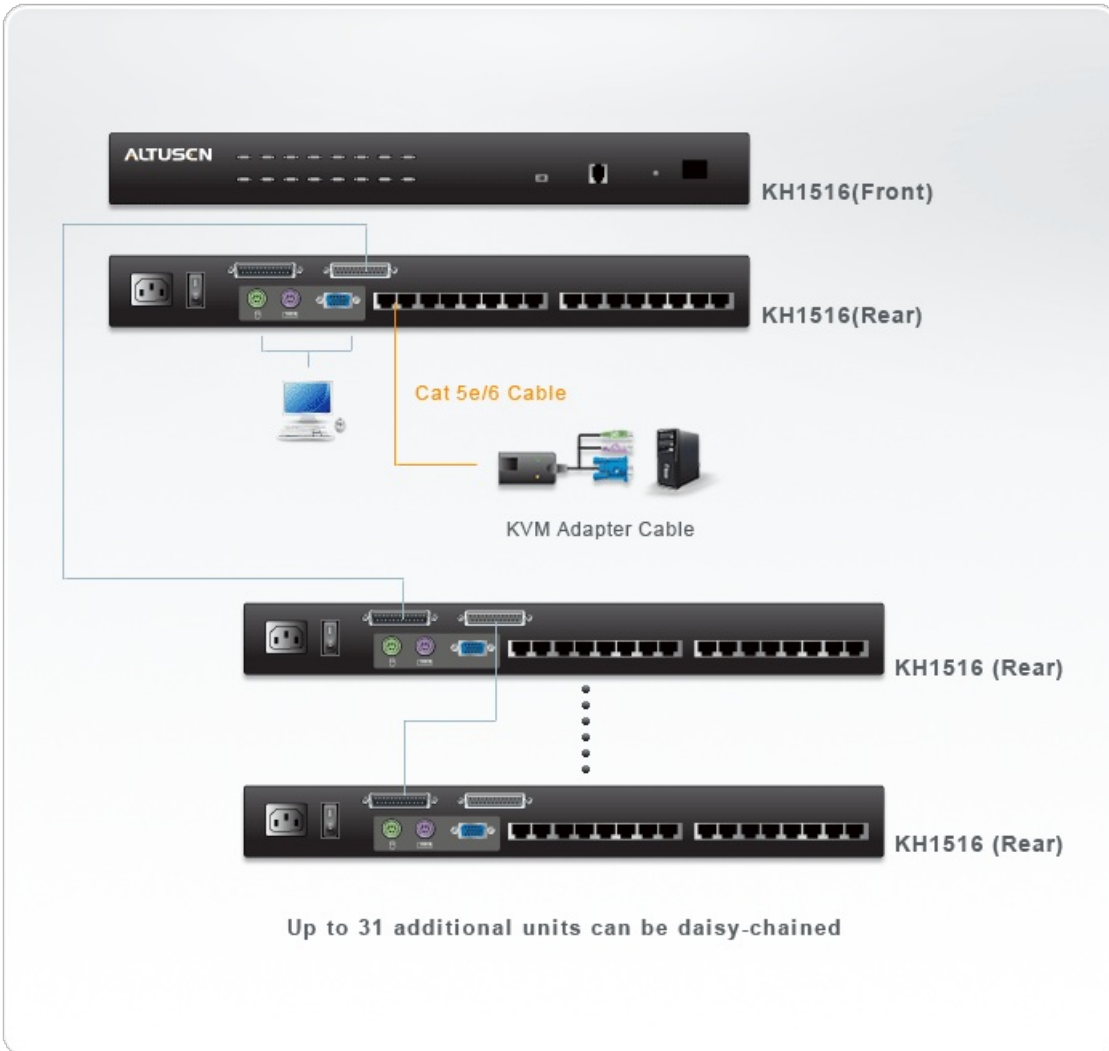 ALTUSEN
KH1516(Front)
KH1516(Rear)
Cat 5e/6 Cable
KVM Adapter Cable
KH1516 (Rear)
KH1516 (Rear)
Up to 31 additional units can be daisy-chained